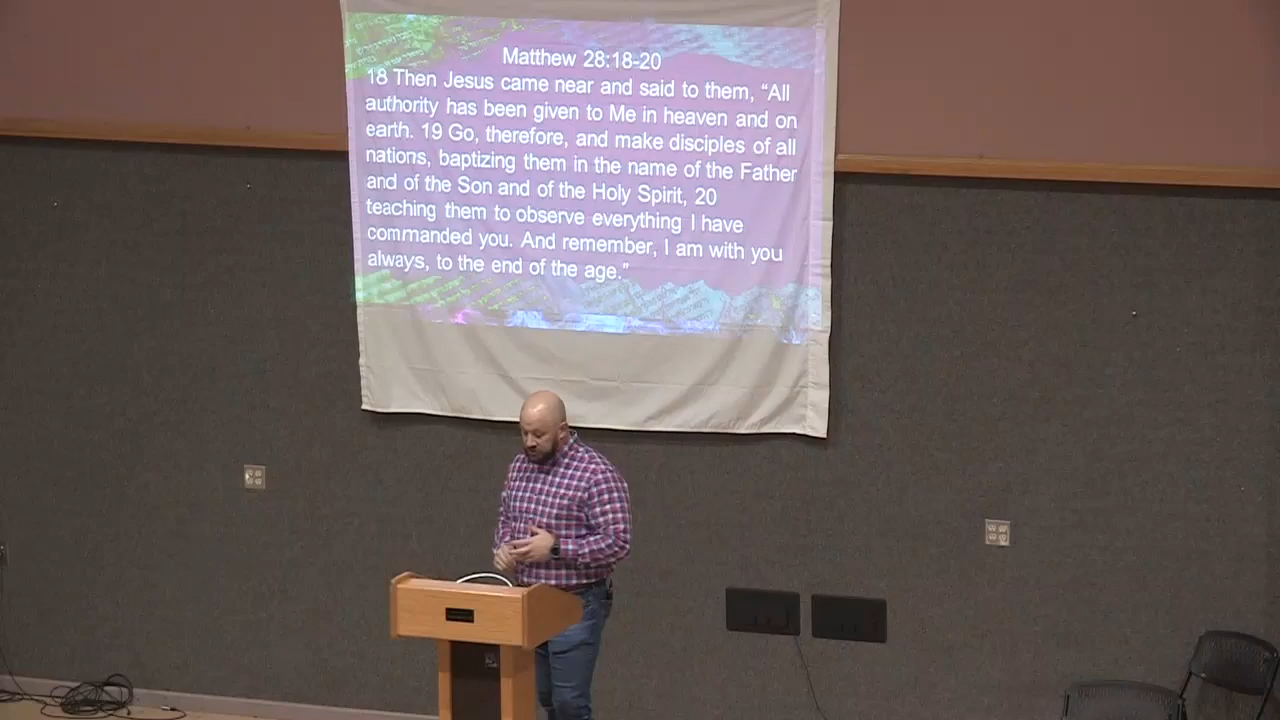 Matthew 28:18-20
18 Then Jesus came near and said to them, “All
authority has been given to Me in heaven and on
earth. 19 Go, therefore, and make disciples of all
nations, baptizing them in the name of the Father
and of the Son and of the Holy Spirit, 20
teaching them to observe everything I have
commanded you. And remember, I am with you
always, to the end of the age.”